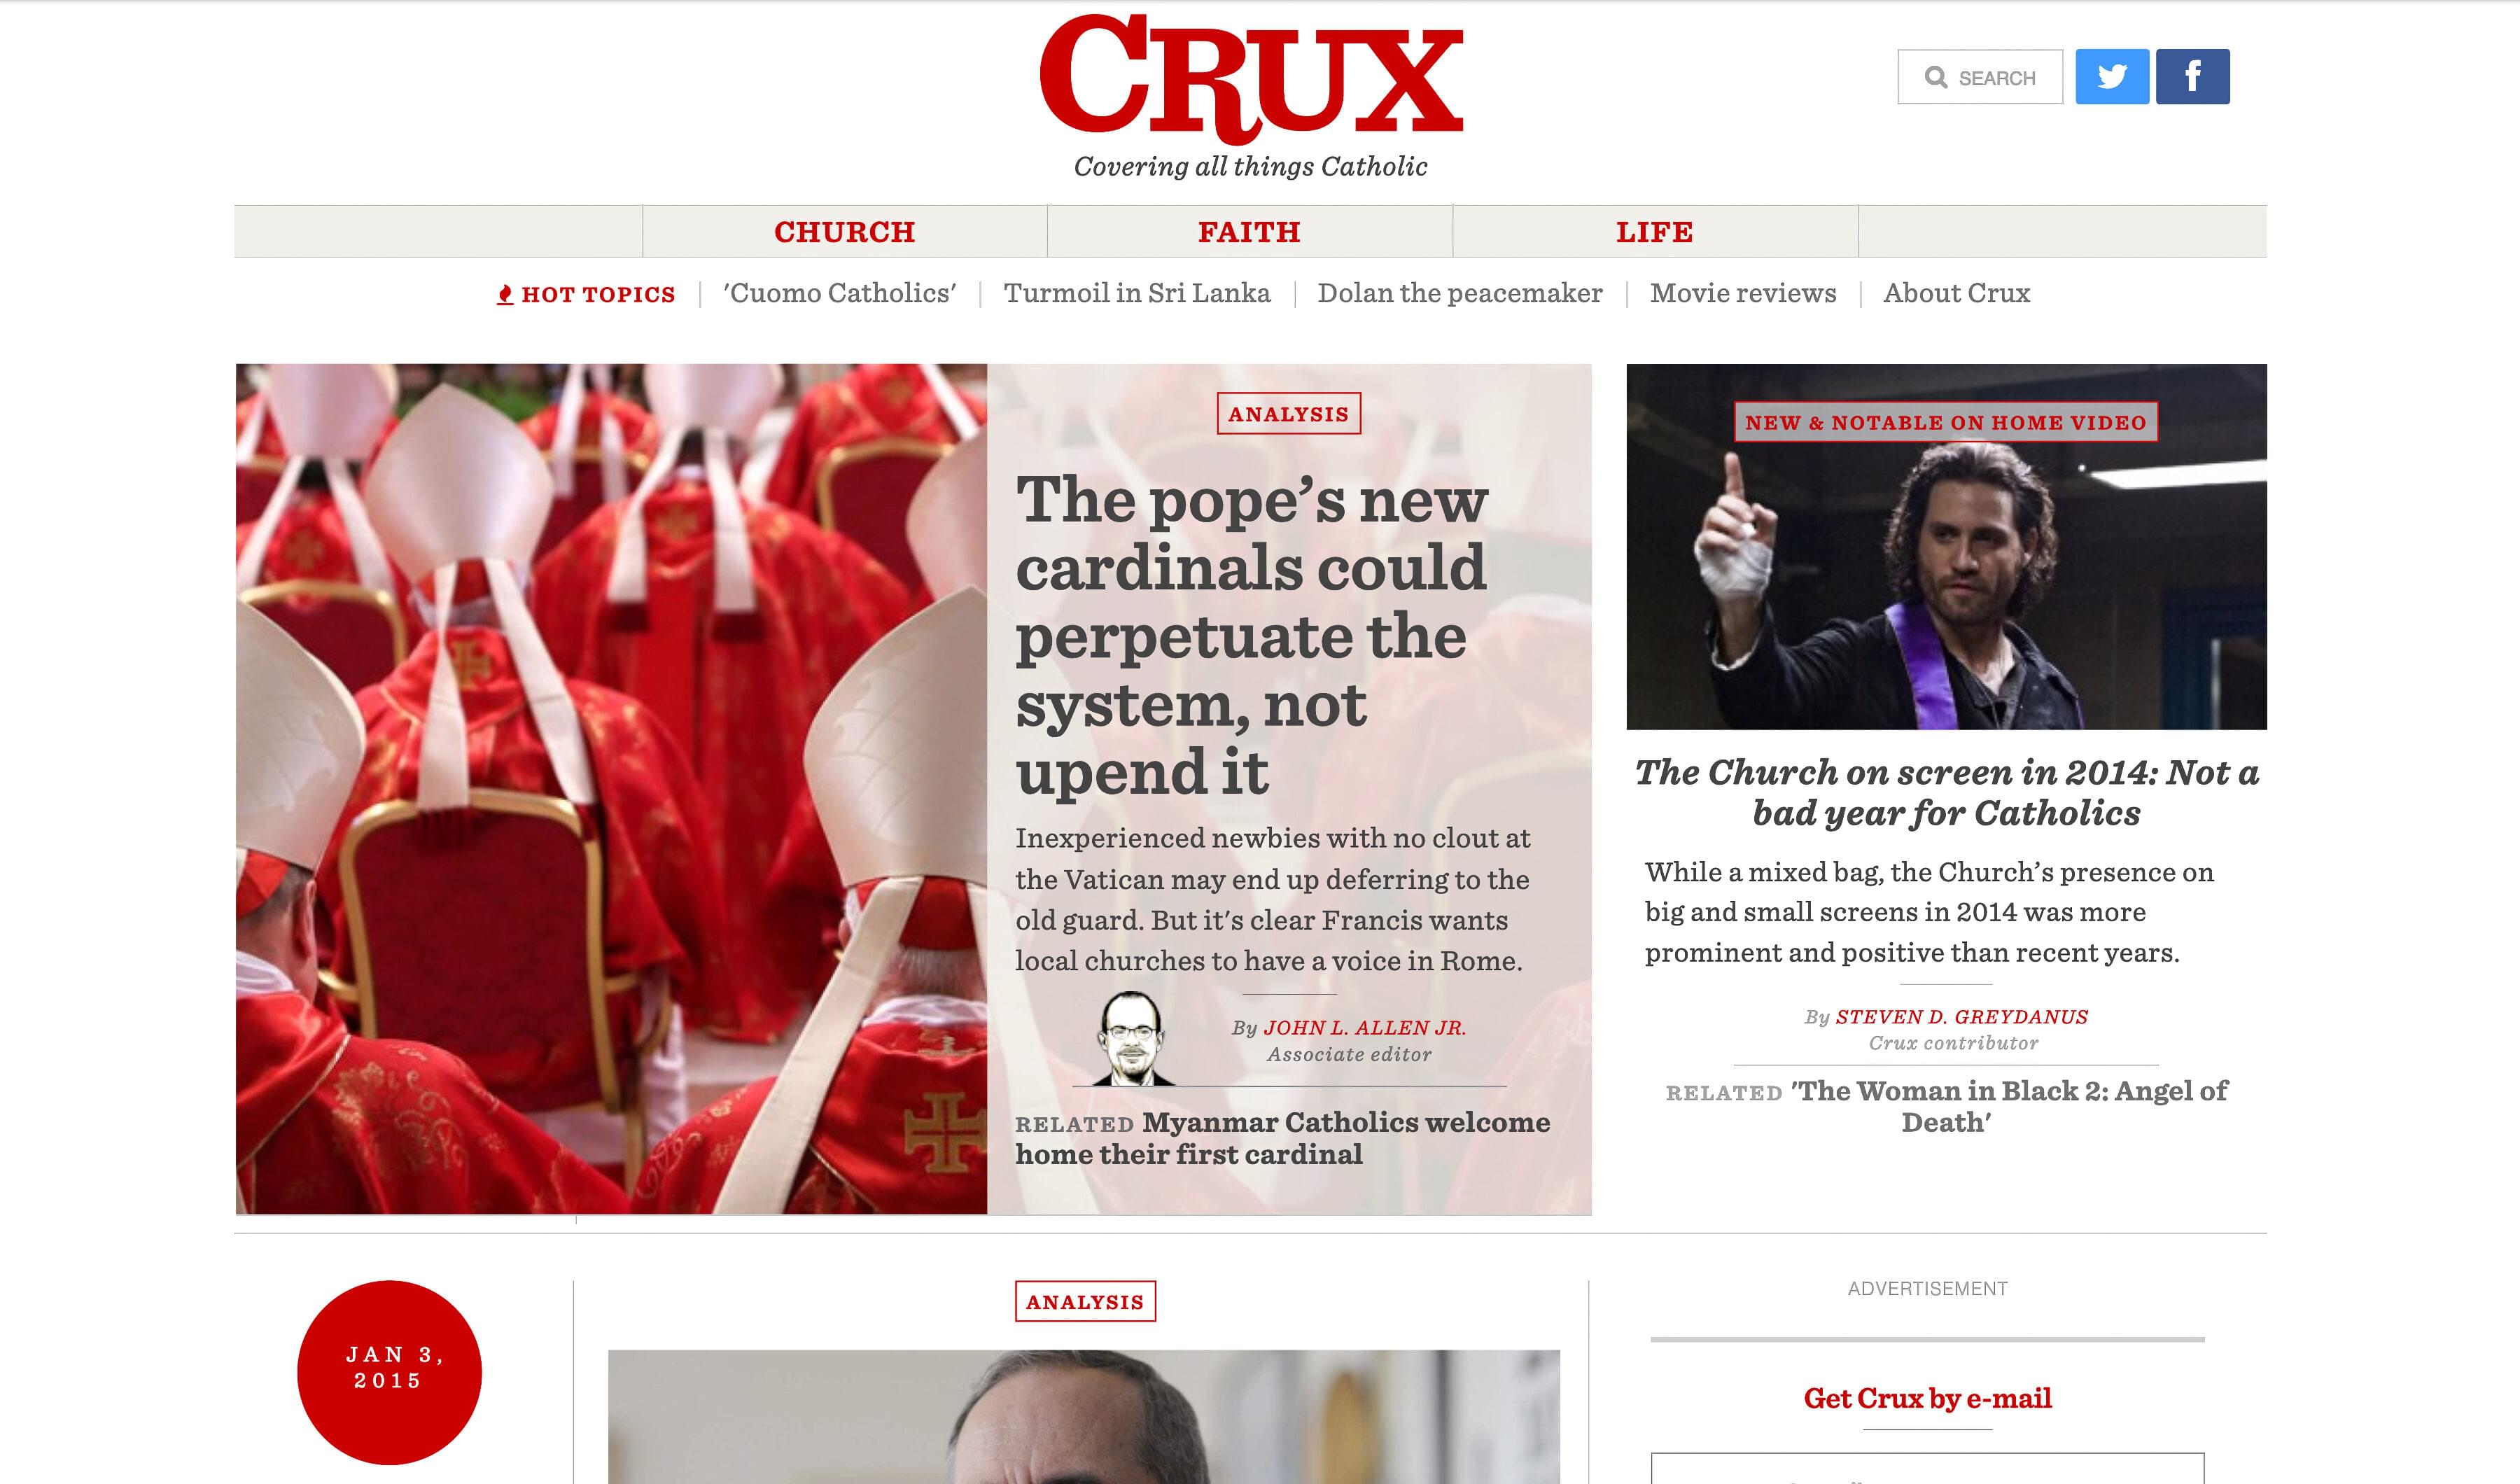 CRUX
Covering all things Catholic
SEARCH
CHURCH
FAITH
LIFE
HOT TOPICS
'Cuomo Catholics'
Turmoil in Sri Lanka
Dolan the peacemaker
Movie reviews
About Crux
ANALYSIS
The pope’s new
cardinals could
perpetuate the
system, not
upend it
Inexperienced newbies with no clout at
the Vatican may end up deferring to the
old guard. But it's clear Francis wants
local churches to have a voice in Rome.
By JOHN L. ALLEN JR.
Associate editor
RELATED Myanmar Catholics welcome
home their first cardinal
NEW & NOTABLE ON HOME VIDEO
The Church on screen in 2014: Not a
bad year for Catholics
While a mixed bag, the Church’s presence on
big and small screens in 2014 was more
prominent and positive than recent years.
By STEVEN D. GREYDANUS
Crux contributor
RELATED 'The Woman in Black 2: Angel of
Death'
JAN 3,
2015
ANALYSIS
ADVERTISEMENT
Get Crux by e-mail